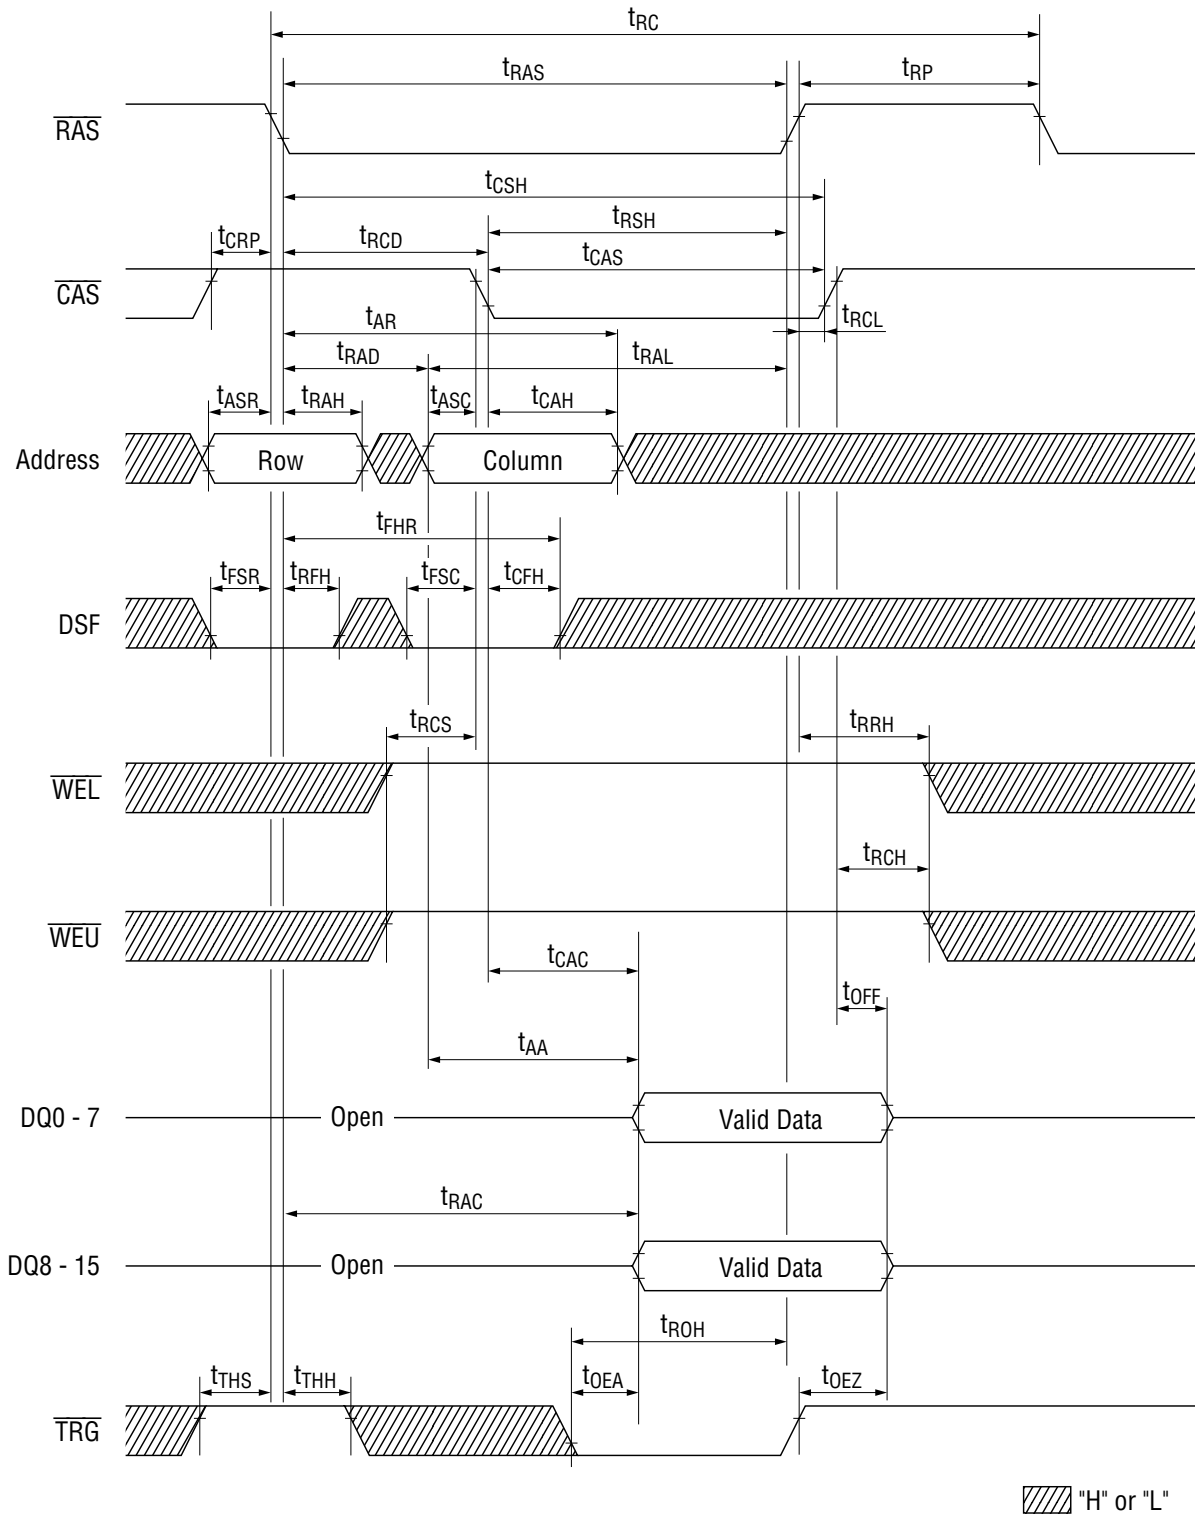 tRC
tRAS tRP
RAS
tCSH
tCRP tRCD tRSH
tCAS
CAS
tAR tRCL
tRAD tRAL
tASR tRAH tASC tCAH
Address Row Column
tFHR
tFSR tRFH tFSC tCFH
DSF
tRCS tRRH
WEL
tRCH
WEU
tCAC
tOFF
tAA
DQ0 - 7 Open Valid Data
tRAC
DQ8 - 15 Open Valid Data
tROH
tTHS tTHH tOEA tOEZ
TRG
"H" or "L"